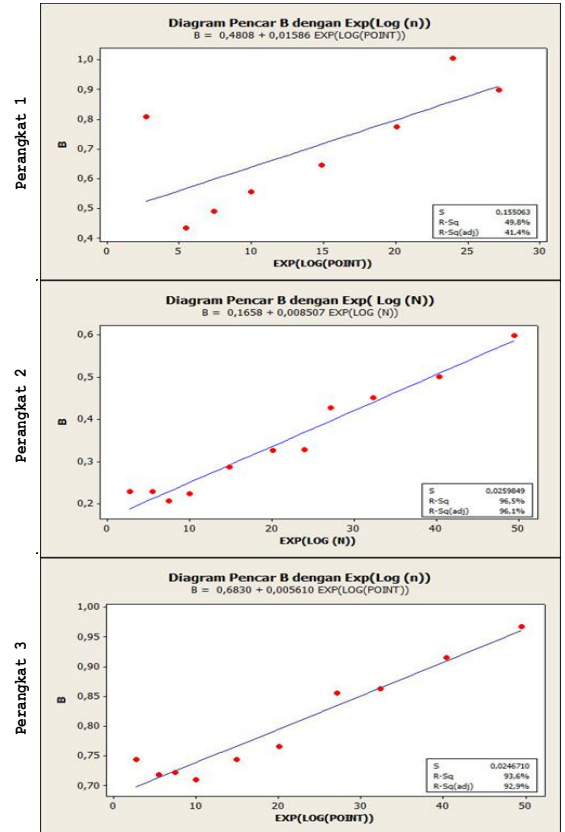 Perangkat 1
Diagram Pencar B dengan Exp(Log (n))
B = 0,4808 + 0,01586 EXP(LOG(POINT))
1,0
0,9
0,8
0,7
0,6
0,5
0,4
B
S 0,155063
R-Sq 49,8%
R-Sq(adj) 41,4%
0 5 10 15 20 25 30
EXP(LOG(POINT))
Perangkat 2
Diagram Pencar B dengan Exp( Log (N))
B = 0,1658 + 0,008507 EXP(LOG (N))
0,6
0,5
0,4
0,3
0,2
B
S 0,0259849
R-Sq 96,5%
R-Sq(adj) 96,1%
0 10 20 30 40 50
EXP(LOG (N))
Perangkat 3
Diagram Pencar B dengan Exp(Log (n))
B = 0,6830 + 0,005610 EXP(LOG(POINT))
1,00
0,95
0,90
0,85
0,80
0,75
0,70
B
S 0,0246710
R-Sq 93,6%
R-Sq(adj) 92,9%
0 10 20 30 40 50
EXP(LOG(POINT))